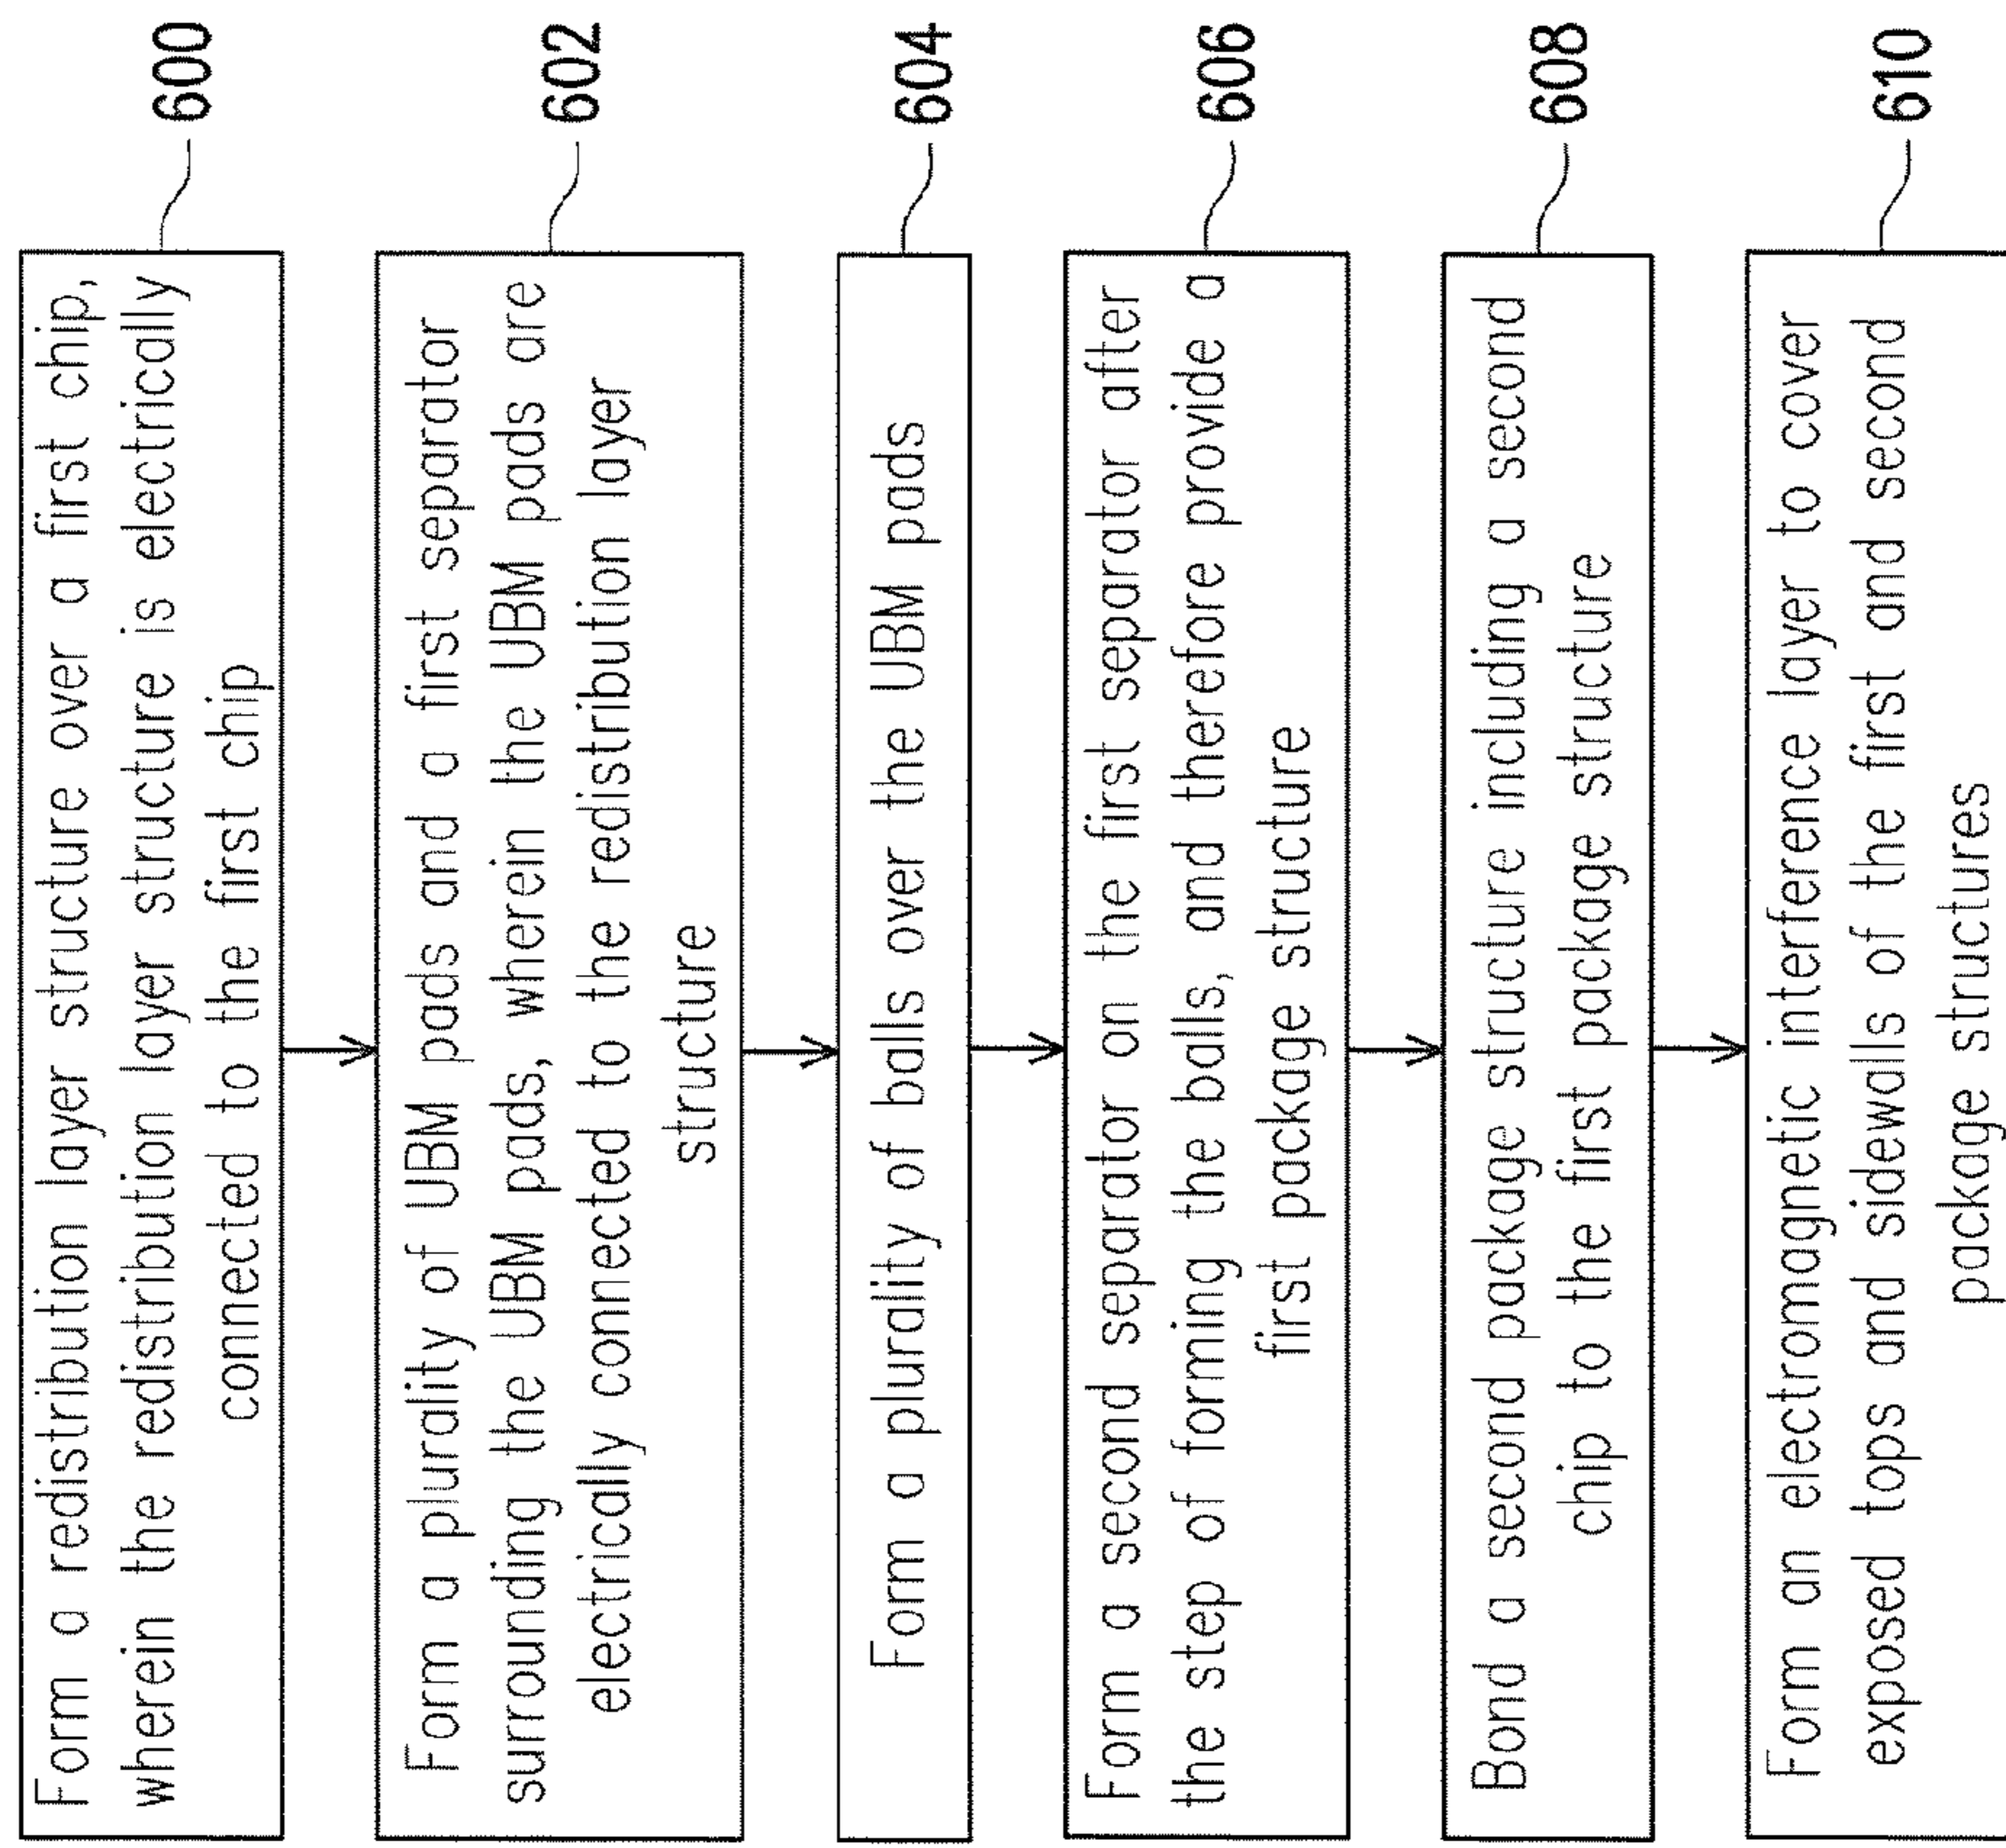 Form a redistribution layer structure over a first chip,
wherein the redistribution layer structure is electrically
connected to the first chip
600
Form a plurality of UBM pads and a first separator
surrounding the UBM pads, wherein the UBM pads are
electrically connected to the redistribution layer
structure
602
Form a plurality of balls over the UBM pads
604
Form a second separator on the first separator after
the step of forming the balls, and therefore provide a
first package structure
606
Bond a second package structure including a second
chip to the first package structure
608
Form an electromagnetic interference layer to cover
exposed tops and sidewalls of the first and second
package structures
610